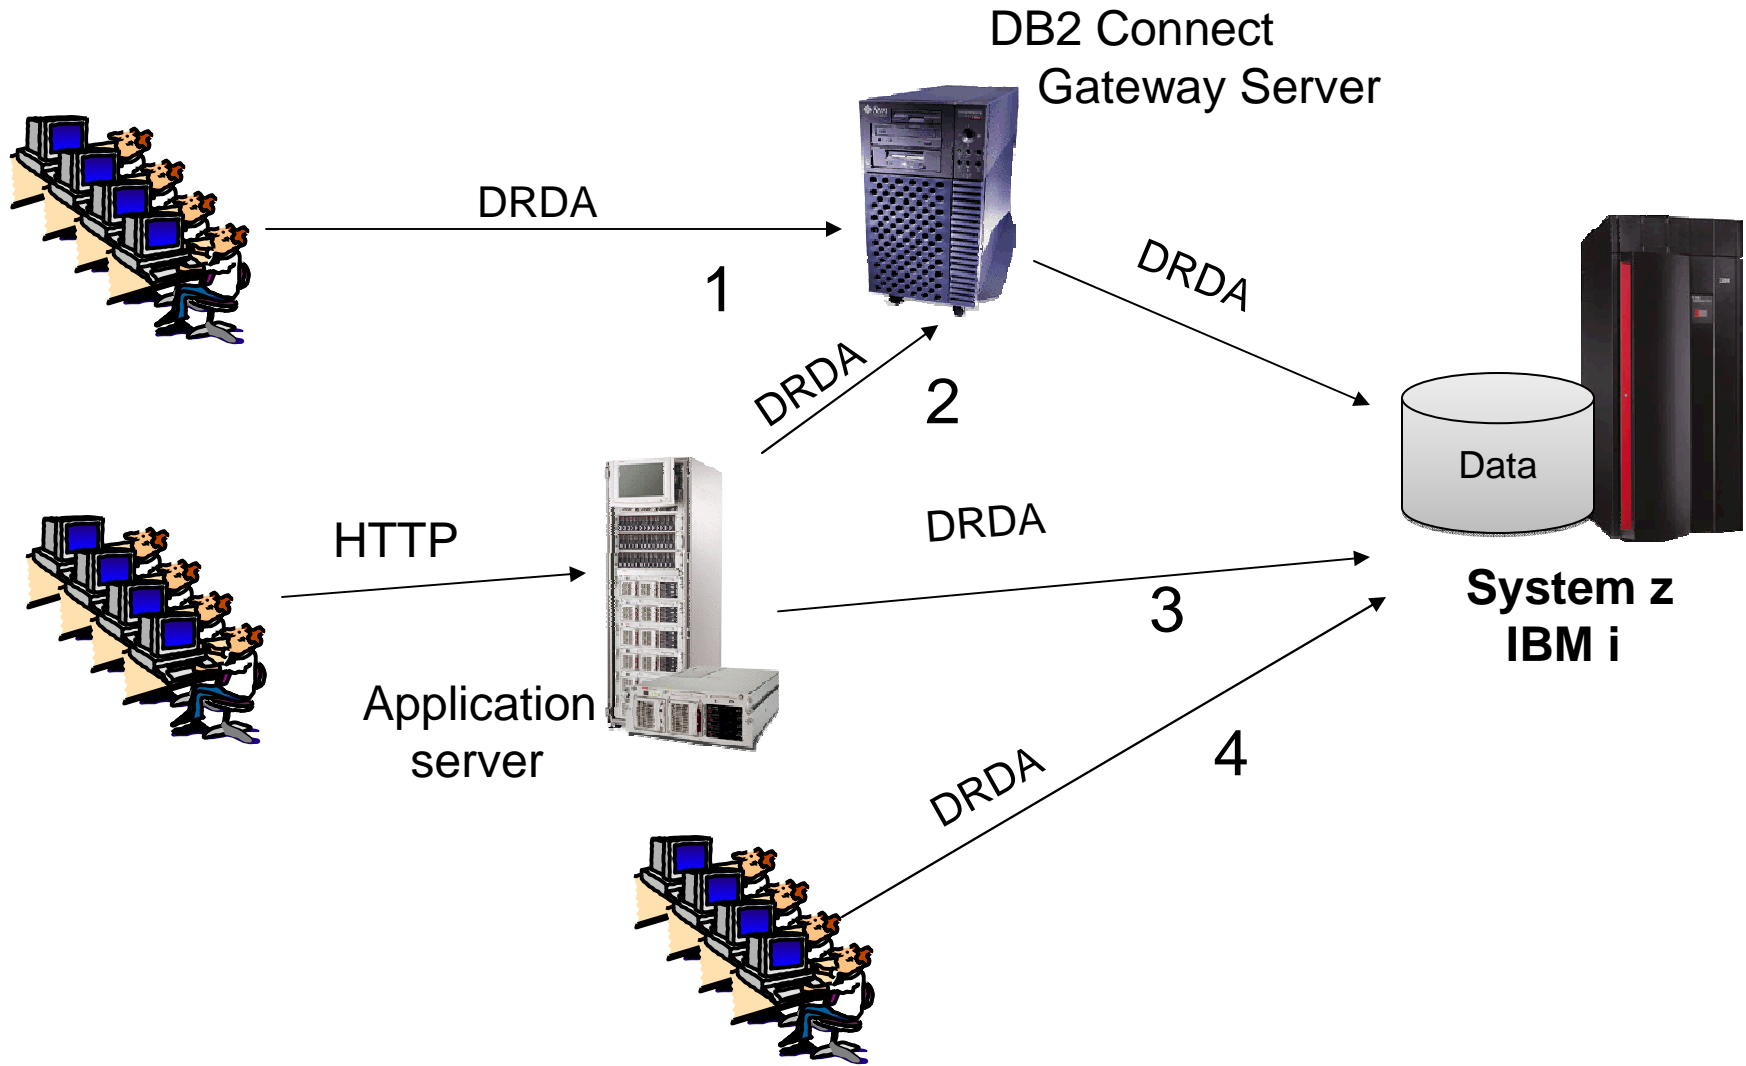 DB2 Connect
Gateway Server
DRDA
1
DRDA
DRDA
2
Data
HTTP
DRDA
3
System z
IBM i
Application
server
4
DRDA